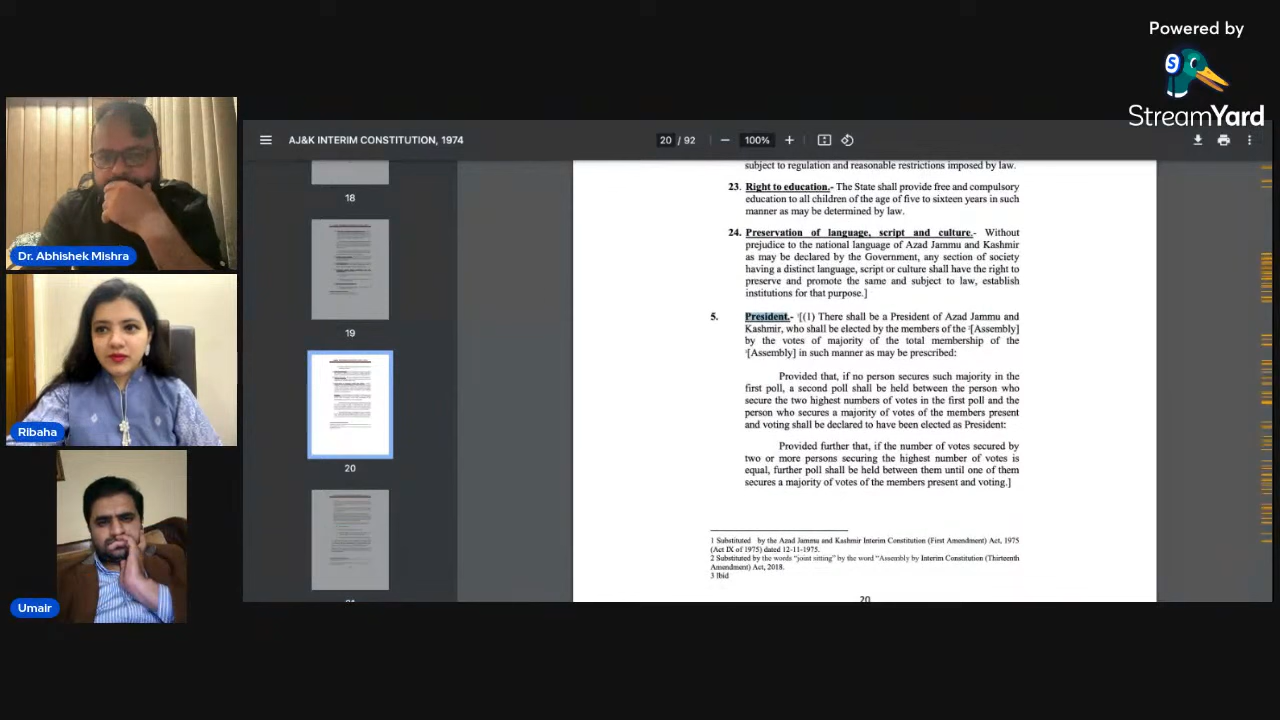 Powered by
StreamYard
AJ&K INTERIM CONSTITUTION, 1974
20 / 92
100%
18
19
20
subject to regulation and reasonable restrictions imposed by law.
23. Right to education.- The State shall provide free and compulsory
education to all children of the age of five to sixteen years in such
manner as may be determined by law.
24. Preservation of language, script and culture.- Without
prejudice to the national language of Azad Jammu and Kashmir
as may be declared by the Government, any section of society
having a distinct language, script or culture shall have the right to
preserve and promote the same and subject to law, establish
institutions for that purpose.]
5. President.- ¹[(1) There shall be a President of Azad Jammu and
Kashmir, who shall be elected by the members of the ²[Assembly]
by the votes of majority of the total membership of the
³[Assembly] in such manner as may be prescribed:
Provided that, if no person secures such majority in the
first poll, a second poll shall be held between the person who
secure the two highest numbers of votes in the first poll and the
person who secures a majority of votes of the members present
and voting shall be declared to have been elected as President:
Provided further that, if the number of votes secured by
two or more persons securing the highest number of votes is
equal, further poll shall be held between them until one of them
secures a majority of votes of the members present and voting.]
1 Substituted by the Azad Jammu and Kashmir Interim Constitution (First Amendment) Act, 1975
(Act IX of 1975) dated 12-11-1975.
2 Substituted by the words "joint sitting" by the word "Assembly by Interim Constitution (Thirteenth
Amendment) Act, 2018.
3 Ibid
20
Dr. Abhishek Mishra
Ribaha
Umair